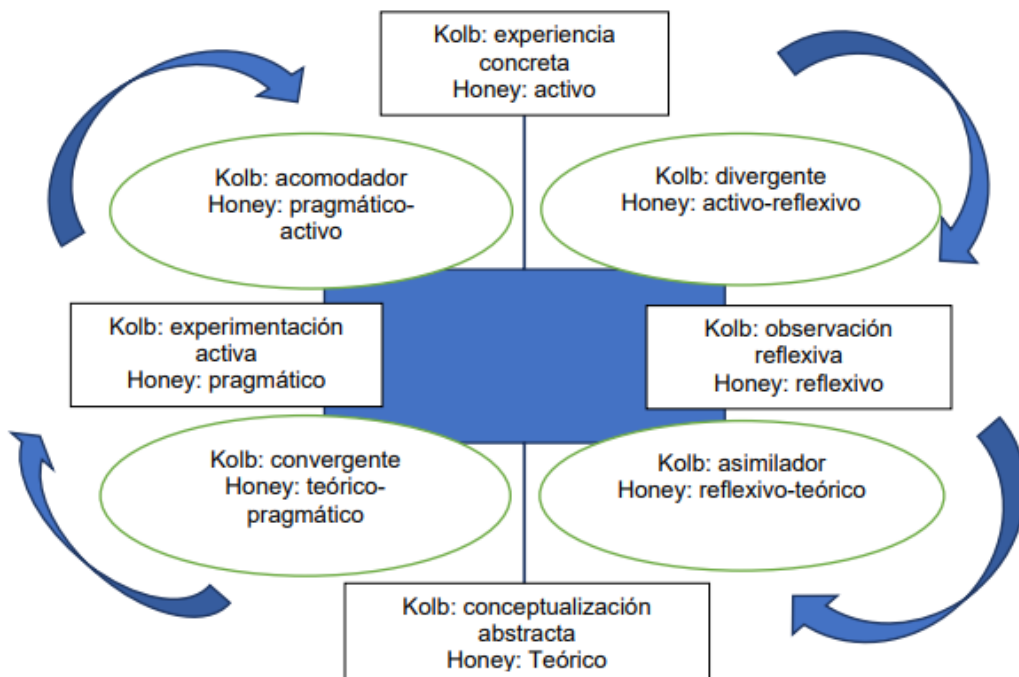 Kolb: experiencia
concreta
Honey: activo
Kolb: acomodador
Honey: pragmático-
activo
Kolb: divergente
Honey: activo-reflexivo
Kolb: experimentación
activa
Honey: pragmático
Kolb: observación
reflexiva
Honey: reflexivo
Kolb: convergente
Honey: teórico-
pragmático
Kolb: asimilador
Honey: reflexivo-teórico
Kolb: conceptualización
abstracta
Honey: Teórico